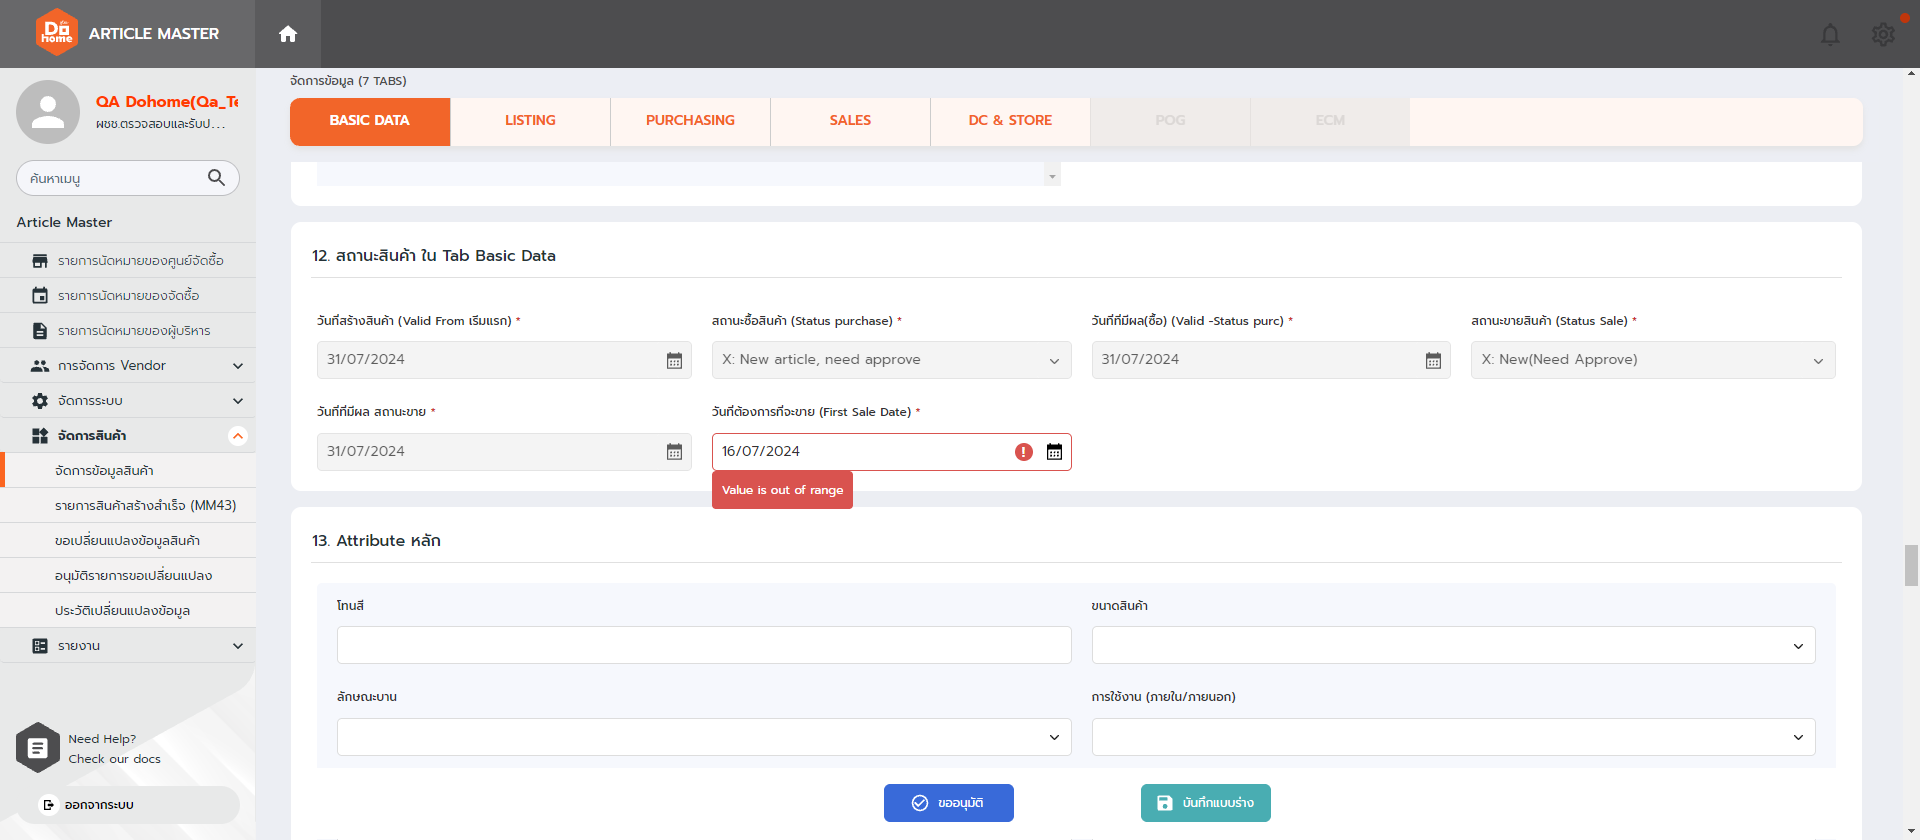 Do home
ARTICLE MASTER
QA Dohome(Qa_Te
ผชช.ตรวจสอบและรับป...
ค้นหาเมนู
Article Master
รายการนัดหมายของศูนย์จัดซื้อ
รายการนัดหมายของจัดซื้อ
รายการนัดหมายของผู้บริหาร
การจัดการ Vendor
จัดการระบบ
จัดการสินค้า
จัดการข้อมูลสินค้า
รายการสินค้าสร้างสำเร็จ (MM43)
ขอเปลี่ยนแปลงข้อมูลสินค้า
อนุมัติรายการขอเปลี่ยนแปลง
ประวัติเปลี่ยนแปลงข้อมูล
รายงาน
Need Help?
Check our docs
ออกจากระบบ
จัดการข้อมูล (7 TABS)
BASIC DATA LISTING PURCHASING SALES DC & STORE POG ECM
12. สถานะสินค้า ใน Tab Basic Data
วันที่สร้างสินค้า (Valid From เริ่มแรก) * สถานะซื้อสินค้า (Status purchase) * วันที่ที่มีผล(ซื้อ) (Valid -Status purc) * สถานะขายสินค้า (Status Sale) *
31/07/2024 X: New article, need approve 31/07/2024 X: New(Need Approve)
วันที่ที่มีผล สถานะขาย * วันที่ต้องการที่จะขาย (First Sale Date) *
31/07/2024 16/07/2024
Value is out of range
13. Attribute หลัก
โทนสี ขนาดสินค้า
ลักษณะบาน การใช้งาน (ภายใน/ภายนอก)
ขออนุมัติ บันทึกแบบร่าง